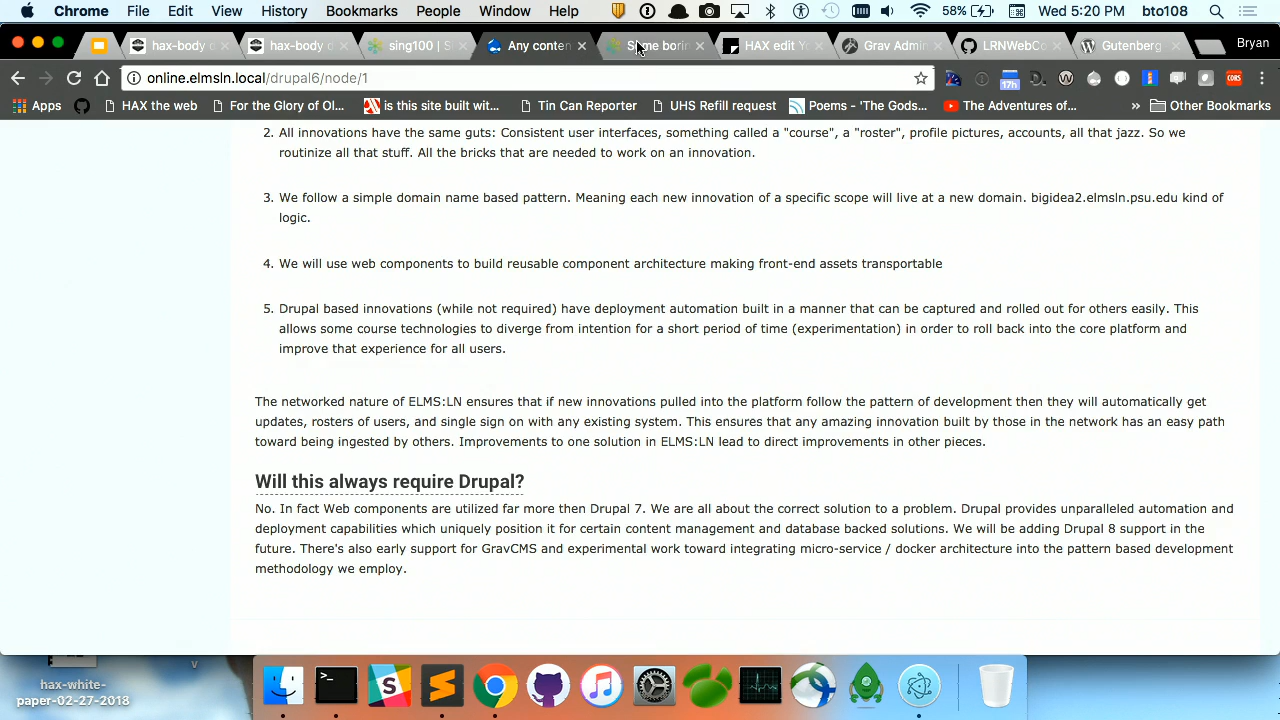 Chrome File Edit View History Bookmarks People Window Help 58% Wed 5:20 PM bto108
hax-body d hax-body d sing100 | S Any conten Some borin HAX edit Yo Grav Admin LRNWebCo Gutenberg Bryan
online.elmsln.local/drupal6/node/1
17h CORS
Apps HAX the web For the Glory of Ol... is this site built wit... Tin Can Reporter UHS Refill request Poems - 'The Gods... The Adventures of... » Other Bookmarks
2. All innovations have the same guts: Consistent user interfaces, something called a "course", a "roster", profile pictures, accounts, all that jazz. So we
routinize all that stuff. All the bricks that are needed to work on an innovation.
3. We follow a simple domain name based pattern. Meaning each new innovation of a specific scope will live at a new domain. bigidea2.elmsln.psu.edu kind of
logic.
4. We will use web components to build reusable component architecture making front-end assets transportable
5. Drupal based innovations (while not required) have deployment automation built in a manner that can be captured and rolled out for others easily. This
allows some course technologies to diverge from intention for a short period of time (experimentation) in order to roll back into the core platform and
improve that experience for all users.
The networked nature of ELMS:LN ensures that if new innovations pulled into the platform follow the pattern of development then they will automatically get
updates, rosters of users, and single sign on with any existing system. This ensures that any amazing innovation built by those in the network has an easy path
toward being ingested by others. Improvements to one solution in ELMS:LN lead to direct improvements in other pieces.
Will this always require Drupal?
No. In fact Web components are utilized far more then Drupal 7. We are all about the correct solution to a problem. Drupal provides unparalleled automation and
deployment capabilities which uniquely position it for certain content management and database backed solutions. We will be adding Drupal 8 support in the
future. There's also early support for GravCMS and experimental work toward integrating micro-service / docker architecture into the pattern based development
methodology we employ.
hax-white-
paper-02-27-2018